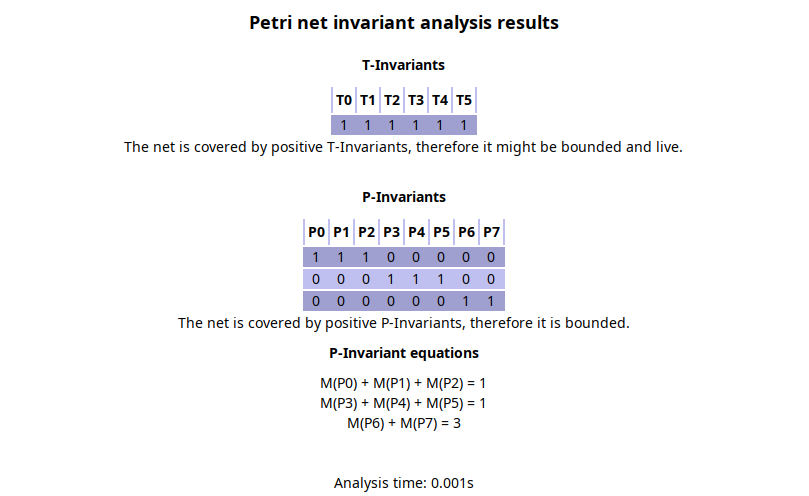 Petri net invariant analysis results
T-Invariants
T0 T1 T2 T3 T4 T5
1 1 1 1 1 1
The net is covered by positive T-Invariants, therefore it might be bounded and live.
P-Invariants
P0 P1 P2 P3 P4 P5 P6 P7
1 1 1 0 0 0 0 0
0 0 0 1 1 1 0 0
0 0 0 0 0 0 1 1
The net is covered by positive P-Invariants, therefore it is bounded.
P-Invariant equations
M(P0) + M(P1) + M(P2) = 1
M(P3) + M(P4) + M(P5) = 1
M(P6) + M(P7) = 3
Analysis time: 0.001s